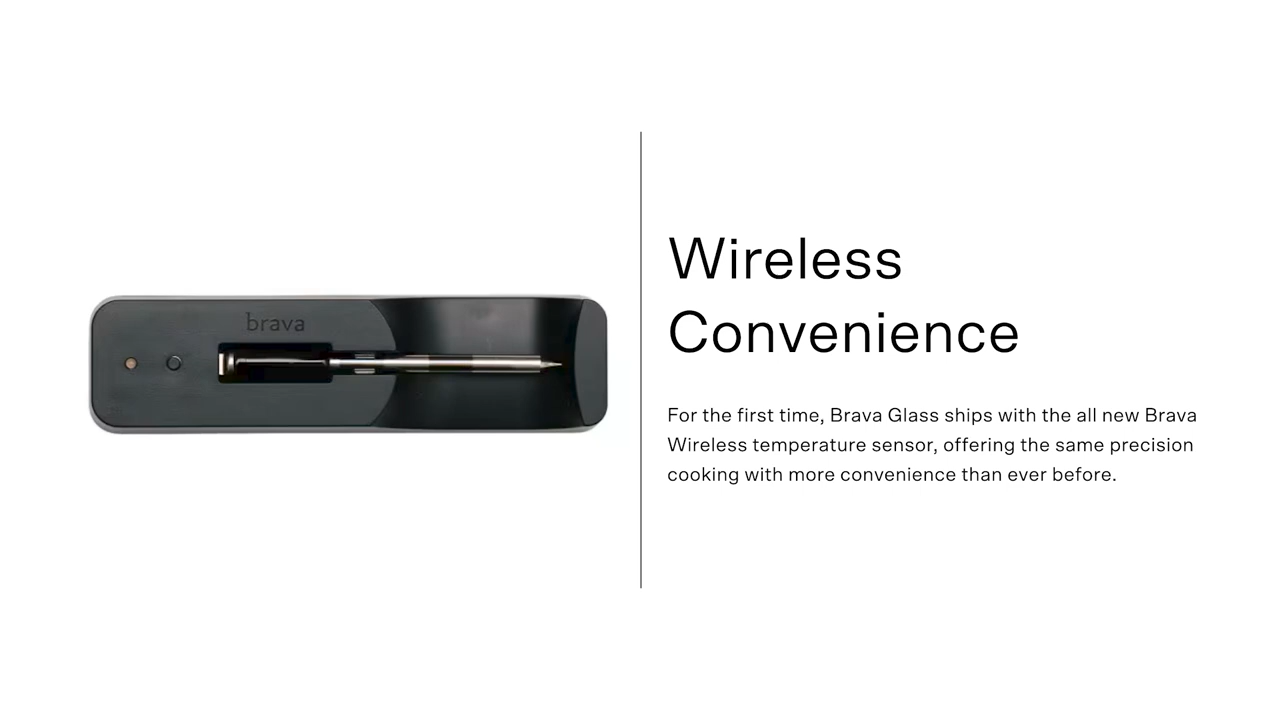 brava
Wireless
Convenience
For the first time, Brava Glass ships with the all new Brava
Wireless temperature sensor, offering the same precision
cooking with more convenience than ever before.